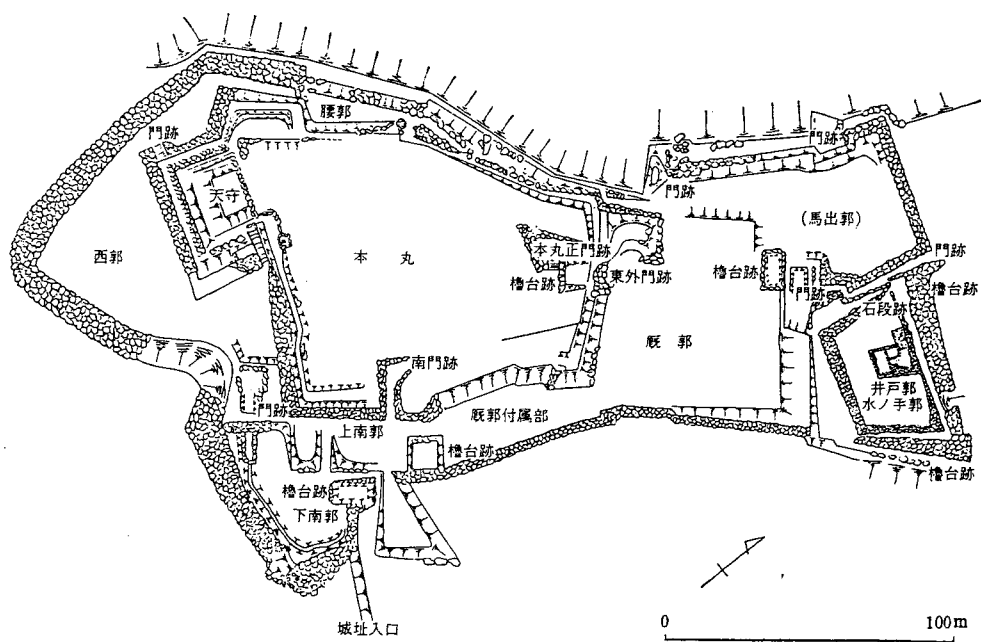 腰郭
門跡
門跡
天守
門跡
(馬出郭)
西郭
本丸
本丸正門跡
櫓台跡
東外門跡
櫓台跡
門跡
門跡
櫓台跡
石段跡
厩郭
井戸郭
水ノ手郭
南門跡
門跡
上南郭
厩郭付属部
櫓台跡
櫓台跡
櫓台跡
下南郭
城址入口
0
100m